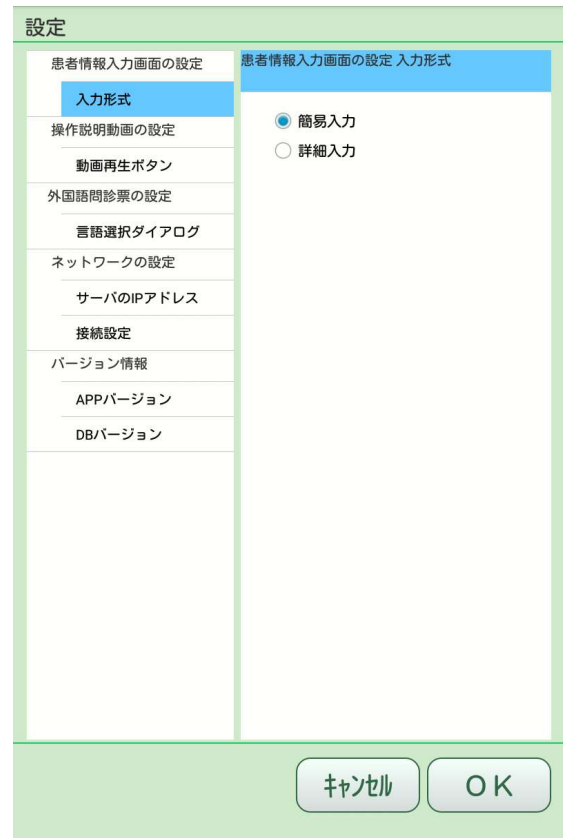 設定
患者情報入力画面の設定
入力形式
操作説明動画の設定
動画再生ボタン
外国語問診票の設定
言語選択ダイアログ
ネットワークの設定
サーバのIPアドレス
接続設定
バージョン情報
APPバージョン
DBバージョン
患者情報入力画面の設定 入力形式
簡易入力
詳細入力
キャンセル
ＯＫ